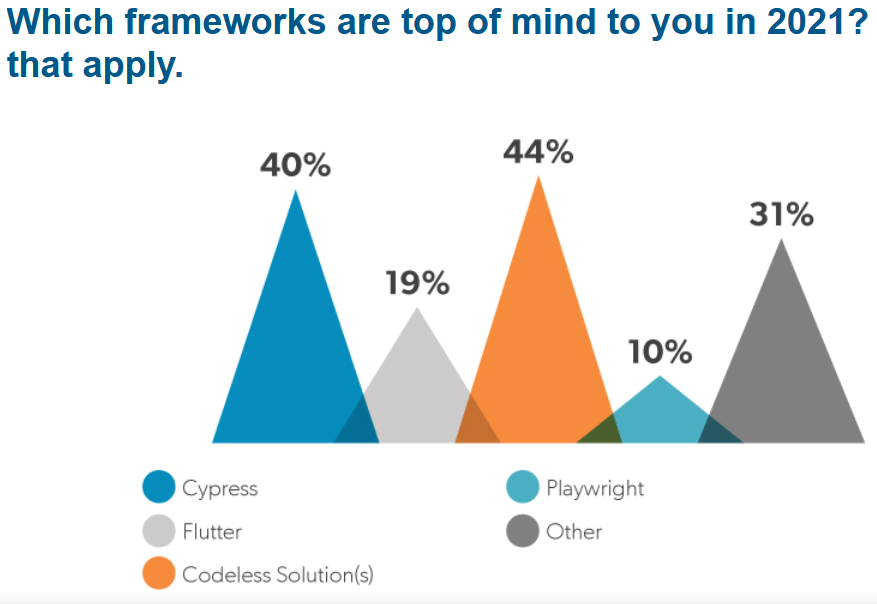 Which frameworks are top of mind to you in 2021?
that apply.
40%
19%
44%
10%
31%
Cypress
Flutter
Codeless Solution(s)
Playwright
Other